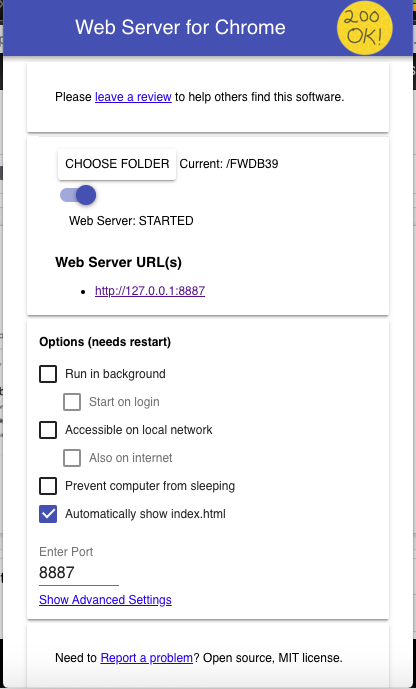 Web Server for Chrome
200
OK!
Please leave a review to help others find this software.
CHOOSE FOLDER Current: /FWDB39
Web Server: STARTED
Web Server URL(s)
http://127.0.0.1:8887
Options (needs restart)
Run in background
Start on login
Accessible on local network
Also on internet
Prevent computer from sleeping
Automatically show index.html
Enter Port
8887
Show Advanced Settings
Need to Report a problem? Open source, MIT license.